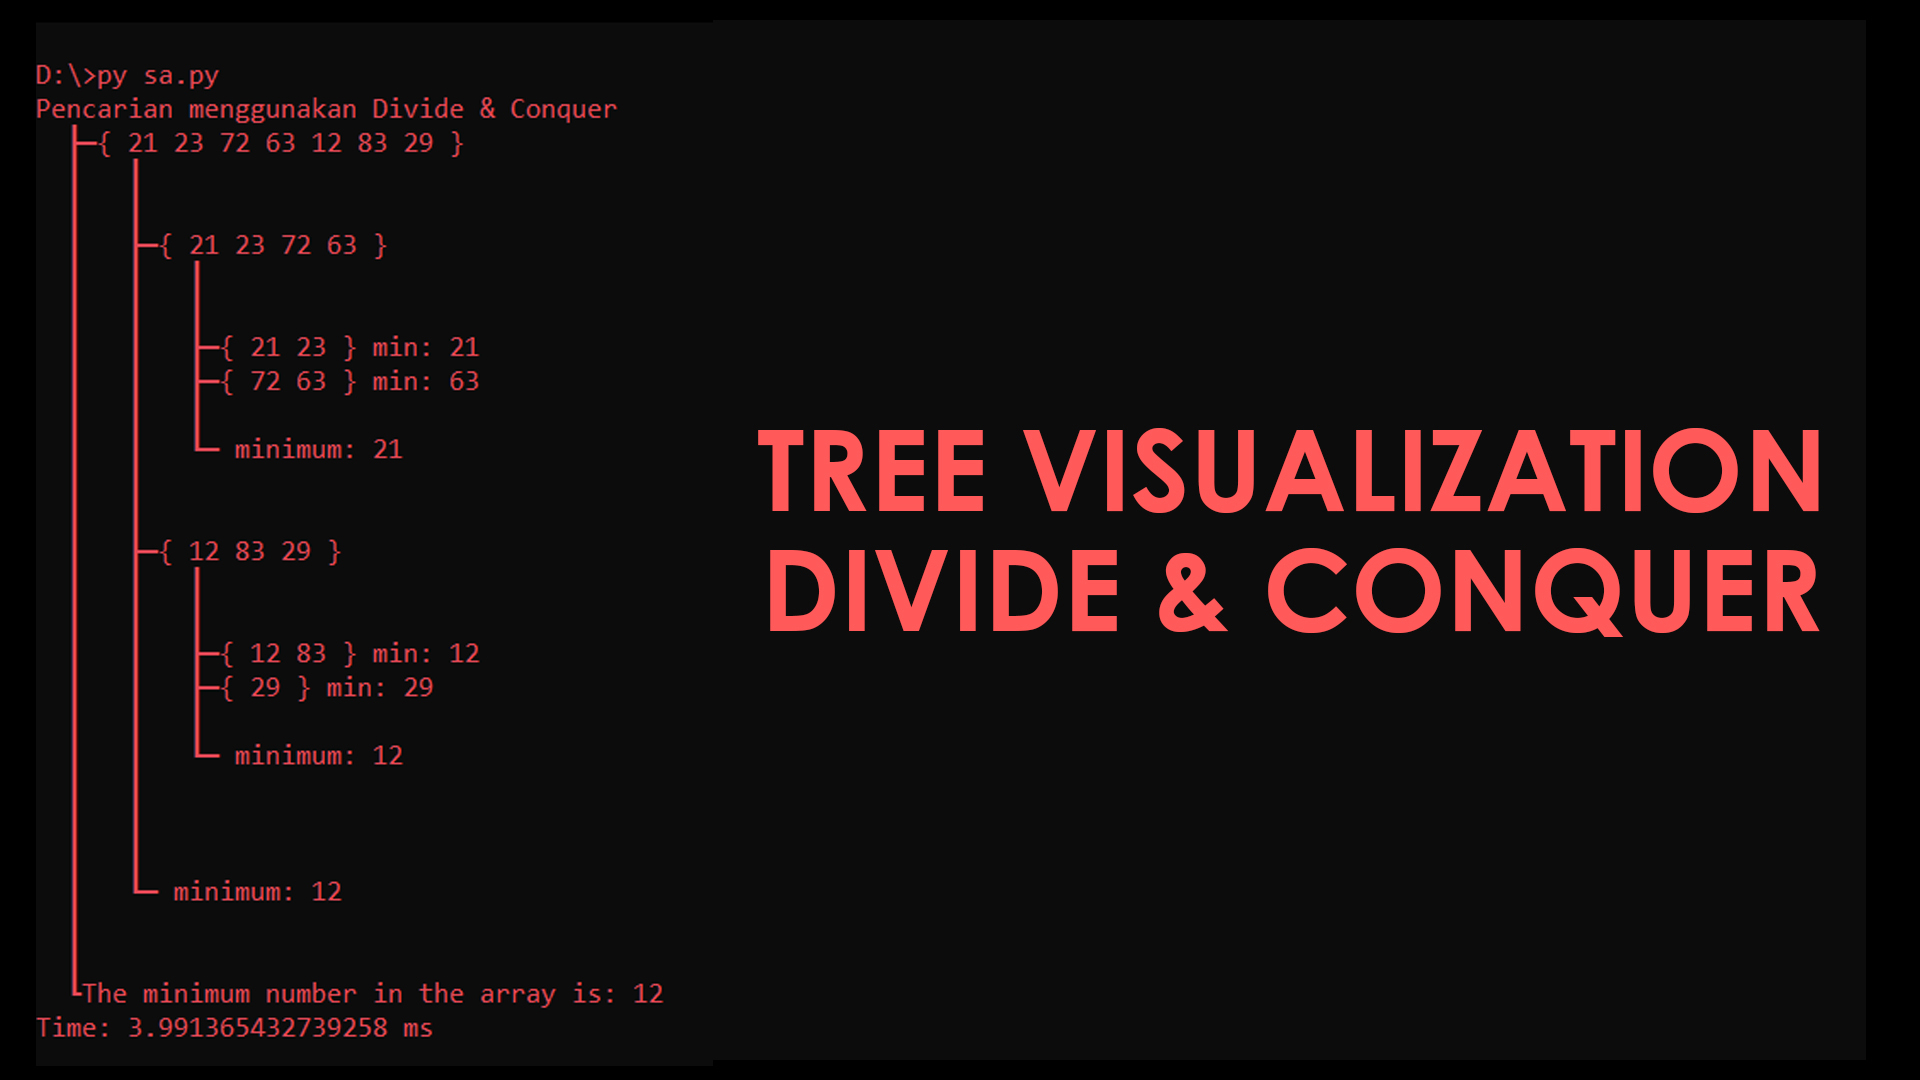 D:\>py sa.py
Pencarian menggunakan Divide & Conquer
{ 21 23 72 63 12 83 29 }
{ 21 23 72 63 }
{ 21 23 } min: 21
{ 72 63 } min: 63
minimum: 21
{ 12 83 29 }
{ 12 83 } min: 12
{ 29 } min: 29
minimum: 12
minimum: 12
The minimum number in the array is: 12
Time: 3.991365432739258 ms
TREE VISUALIZATION
DIVIDE & CONQUER